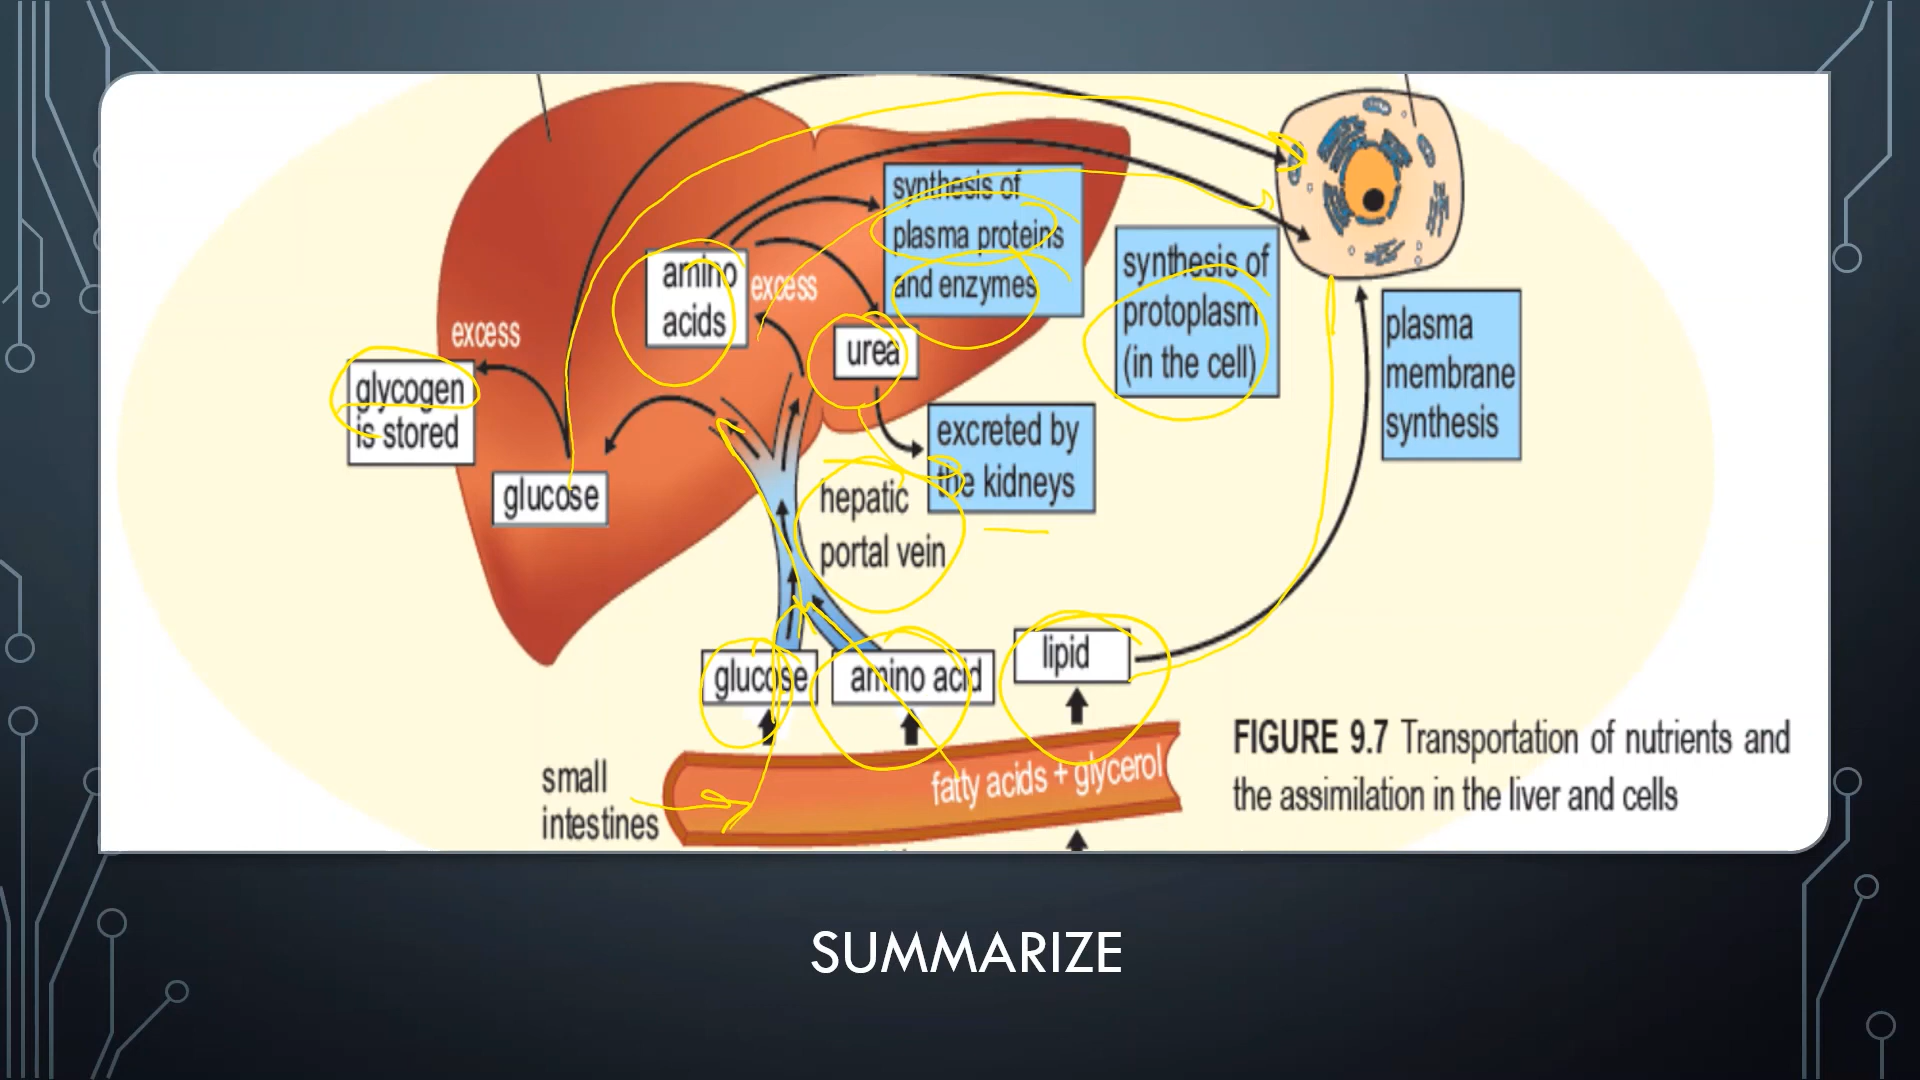 synthesis of
plasma proteins
and enzymes
amino
acids
excess
synthesis of
protoplasm
(in the cell)
excess
urea
plasma
membrane
synthesis
glycogen
is stored
excreted by
the kidneys
glucose
hepatic
portal vein
glucose
amino acid
lipid
small
intestines
fatty acids + glycerol
FIGURE 9.7 Transportation of nutrients and
the assimilation in the liver and cells
SUMMARIZE